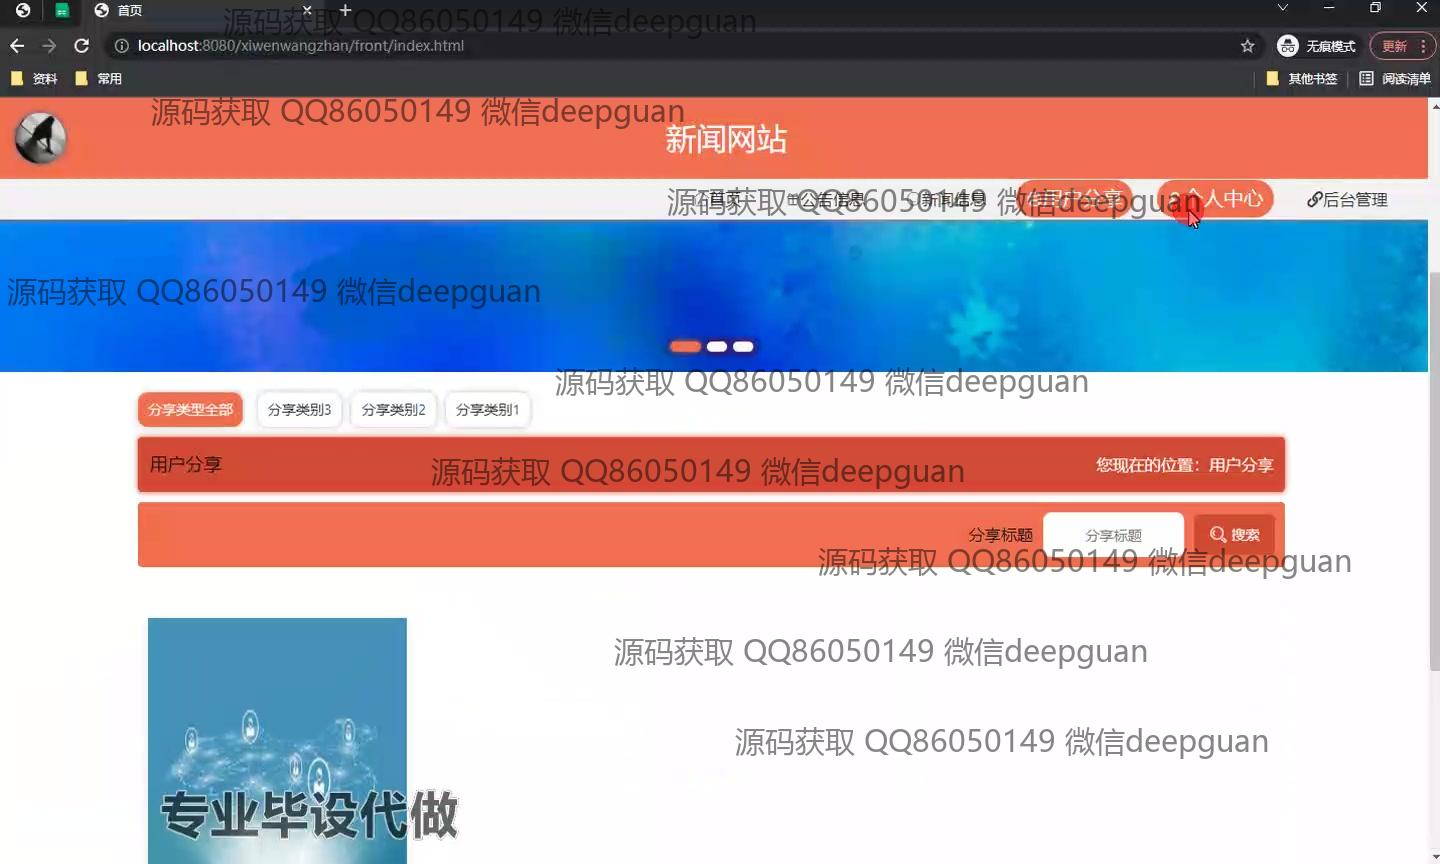 首页
源码获取 QQ86050149 微信deepguan
localhost:8080/xiwenwangzhan/front/index.html
无痕模式
更新
资料
常用
其他书签
阅读清单
源码获取 QQ86050149 微信deepguan
新闻网站
源码获取 QQ86050149 微信deepguan
首页
公告信息
新闻信息
用户分享
个人中心
后台管理
源码获取 QQ86050149 微信deepguan
源码获取 QQ86050149 微信deepguan
分享类型全部
分享类别3
分享类别2
分享类别1
用户分享
源码获取 QQ86050149 微信deepguan
您现在的位置：用户分享
分享标题
分享标题
搜索
源码获取 QQ86050149 微信deepguan
源码获取 QQ86050149 微信deepguan
源码获取 QQ86050149 微信deepguan
专业毕设代做